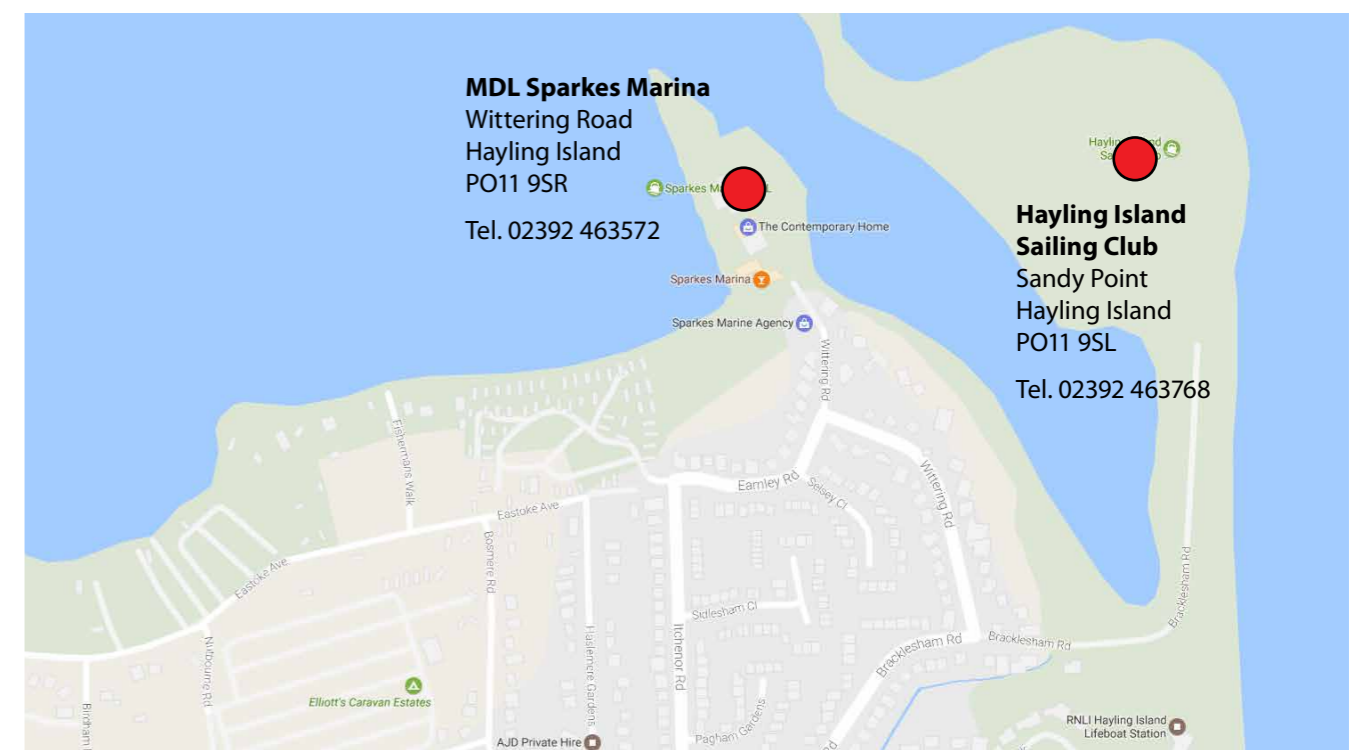 MDL Sparkes Marina
Wittering Road
Hayling Island
PO11 9SR
Tel. 02392 463572
Hayling Island
Sailing Club
Sandy Point
Hayling Island
PO11 9SL
Tel. 02392 463768
Sparkes
The Contemporary Home
Sparkes Marina
Sparkes Marine Agency
Wittering Rd
Fishermans Walk
Earnley Rd
Selsey Cl
Wittering Rd
Eastoke Ave
Eastoke Ave
Bosmere Rd
Sidlesham Cl
Bracklesham Rd
Bracklesham Rd
Bracklesham Rd
Nutbourne Rd
Haslemere Gardens
Itchenor Rd
Elliott's Caravan Estates
Birdham
Pagham Gardens
AJD Private Hire
RNLI Hayling Island
Lifeboat Station
Rd